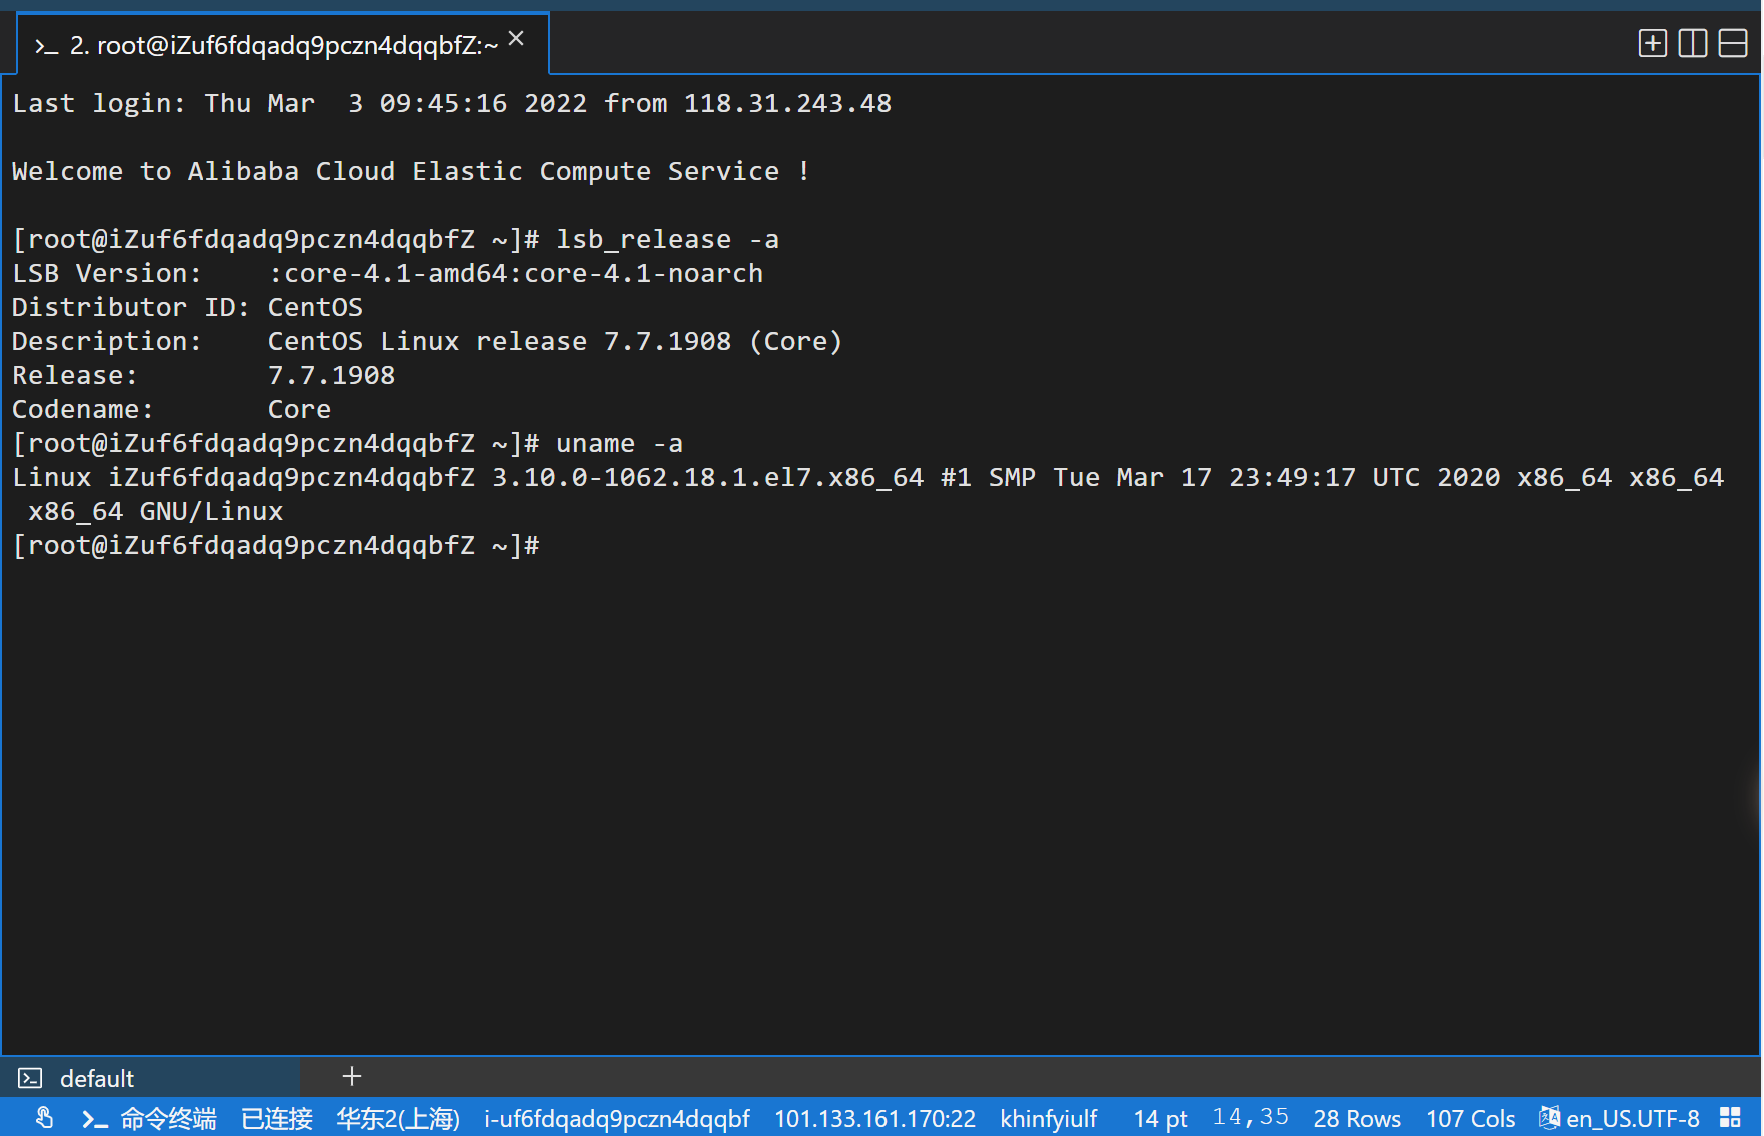 2. root@iZuf6fdqadq9pczn4dqqbfZ:~
Last login: Thu Mar  3 09:45:16 2022 from 118.31.243.48
Welcome to Alibaba Cloud Elastic Compute Service !
[root@iZuf6fdqadq9pczn4dqqbfZ ~]# lsb_release -a
LSB Version:    :core-4.1-amd64:core-4.1-noarch
Distributor ID: CentOS
Description:    CentOS Linux release 7.7.1908 (Core)
Release:        7.7.1908
Codename:       Core
[root@iZuf6fdqadq9pczn4dqqbfZ ~]# uname -a
Linux iZuf6fdqadq9pczn4dqqbfZ 3.10.0-1062.18.1.el7.x86_64 #1 SMP Tue Mar 17 23:49:17 UTC 2020 x86_64 x86_64
 x86_64 GNU/Linux
[root@iZuf6fdqadq9pczn4dqqbfZ ~]#
default
命令终端 已连接 华东2(上海) i-uf6fdqadq9pczn4dqqbf 101.133.161.170:22 khinfyiulf 14 pt 14,35 28 Rows 107 Cols en_US.UTF-8